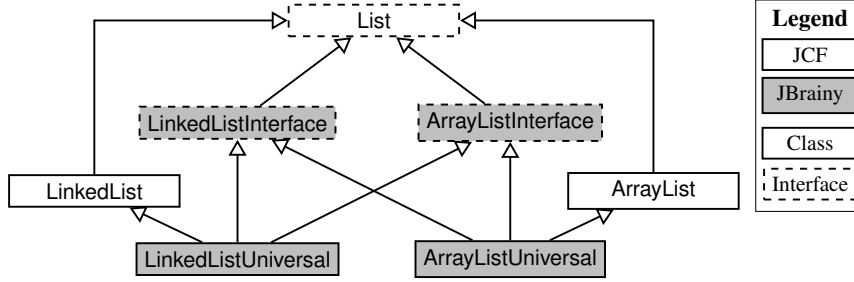 List
LinkedListInterface
ArrayListInterface
LinkedList
ArrayList
LinkedListUniversal
ArrayListUniversal
Legend
JCF
JBrainy
Class
Interface